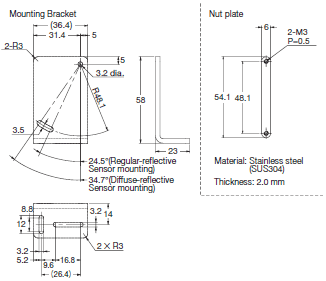 Mounting Bracket
(36.4)
31.4
5
2-R3
5
3.2 dia.
R48.1
58
3.5
23
24.5°(Regular-reflective
Sensor mounting)
34.7°(Diffuse-reflective
Sensor mounting)
8.8
12
3.2
14
3.2
5.2
9.6
16.8
(26.4)
2 × R3
Nut plate
6
2-M3
P=0.5
54.1
48.1
Material: Stainless steel
(SUS304)
Thickness: 2.0 mm